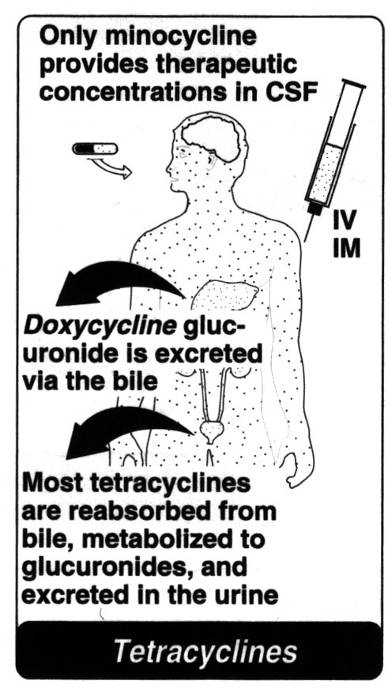 Only minocycline
provides therapeutic
concentrations in CSF
IV
IM
Doxycycline gluc-
uronide is excreted
via the bile
Most tetracyclines
are reabsorbed from
bile, metabolized to
glucuronides, and
excreted in the urine
Tetracyclines